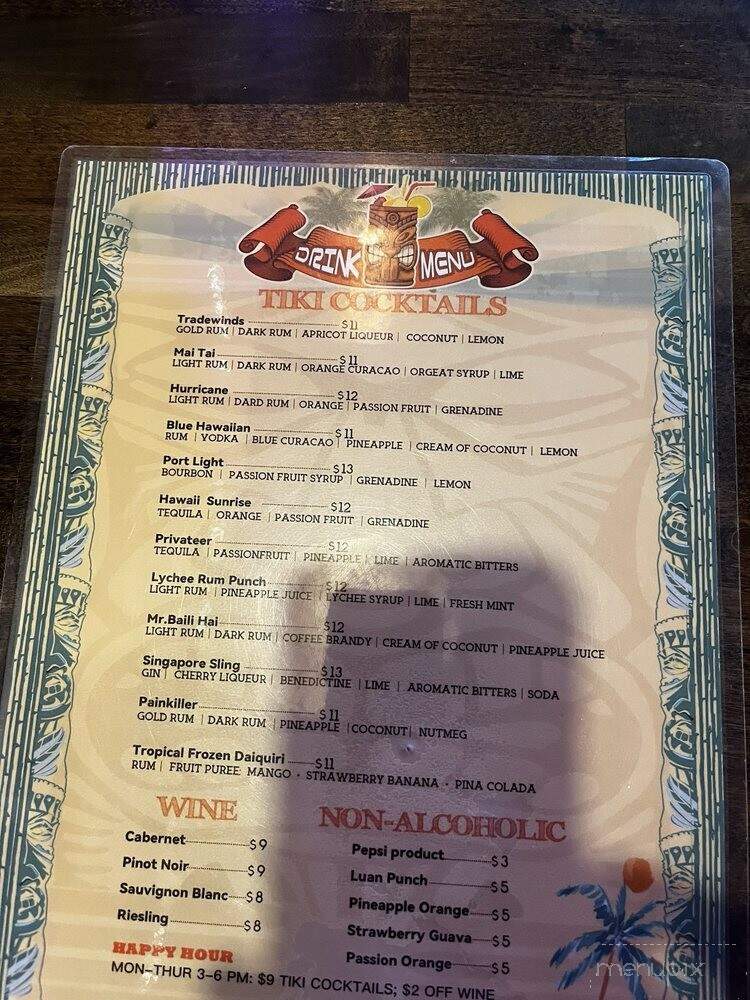 DRINK MENU
TIKI COCKTAILS
Tradewinds $11
GOLD RUM | DARK RUM | APRICOT LIQUEUR | COCONUT | LEMON
Mai Tai $11
LIGHT RUM | DARK RUM | ORANGE CURACAO | ORGEAT SYRUP | LIME
Hurricane $12
LIGHT RUM | DARD RUM | ORANGE | PASSION FRUIT | GRENADINE
Blue Hawaiian $11
RUM | VODKA | BLUE CURACAO | PINEAPPLE | CREAM OF COCONUT | LEMON
Port Light $13
BOURBON | PASSION FRUIT SYRUP | GRENADINE | LEMON
Hawaii Sunrise $12
TEQUILA | ORANGE | PASSION FRUIT | GRENADINE
Privateer $12
TEQUILA | PASSIONFRUIT | PINEAPPLE | LIME | AROMATIC BITTERS
Lychee Rum Punch $12
LIGHT RUM | PINEAPPLE JUICE | LYCHEE SYRUP | LIME | FRESH MINT
Mr.Baili Hai $12
LIGHT RUM | DARK RUM | COFFEE BRANDY | CREAM OF COCONUT | PINEAPPLE JUICE
Singapore Sling $13
GIN | CHERRY LIQUEUR | BENEDICTINE | LIME | AROMATIC BITTERS | SODA
Painkiller $11
GOLD RUM | DARK RUM | PINEAPPLE | COCONUT | NUTMEG
Tropical Frozen Daiquiri $11
RUM | FRUIT PUREE: MANGO · STRAWBERRY BANANA · PINA COLADA
WINE
Cabernet $9
Pinot Noir $9
Sauvignon Blanc $8
Riesling $8
NON-ALCOHOLIC
Pepsi product $3
Luan Punch $5
Pineapple Orange $5
Strawberry Guava $5
Passion Orange $5
HAPPY HOUR
MON-THUR 3-6 PM: $9 TIKI COCKTAILS; $2 OFF WINE
menupix